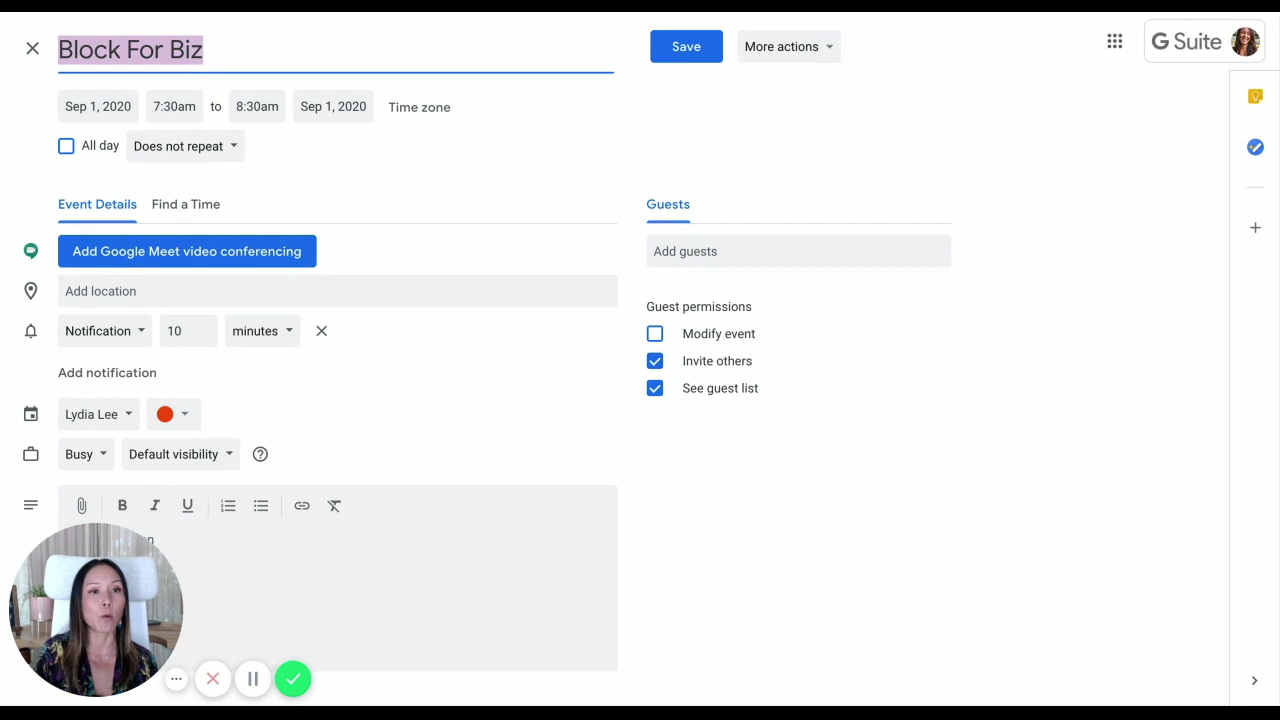 Block For Biz
Save
More actions
G Suite
Sep 1, 2020 7:30am to 8:30am Sep 1, 2020 Time zone
All day Does not repeat
Event Details Find a Time
Guests
Add Google Meet video conferencing
Add guests
Add location
Guest permissions
Notification 10 minutes
Modify event
Invite others
Add notification
See guest list
Lydia Lee
Busy Default visibility
B I U